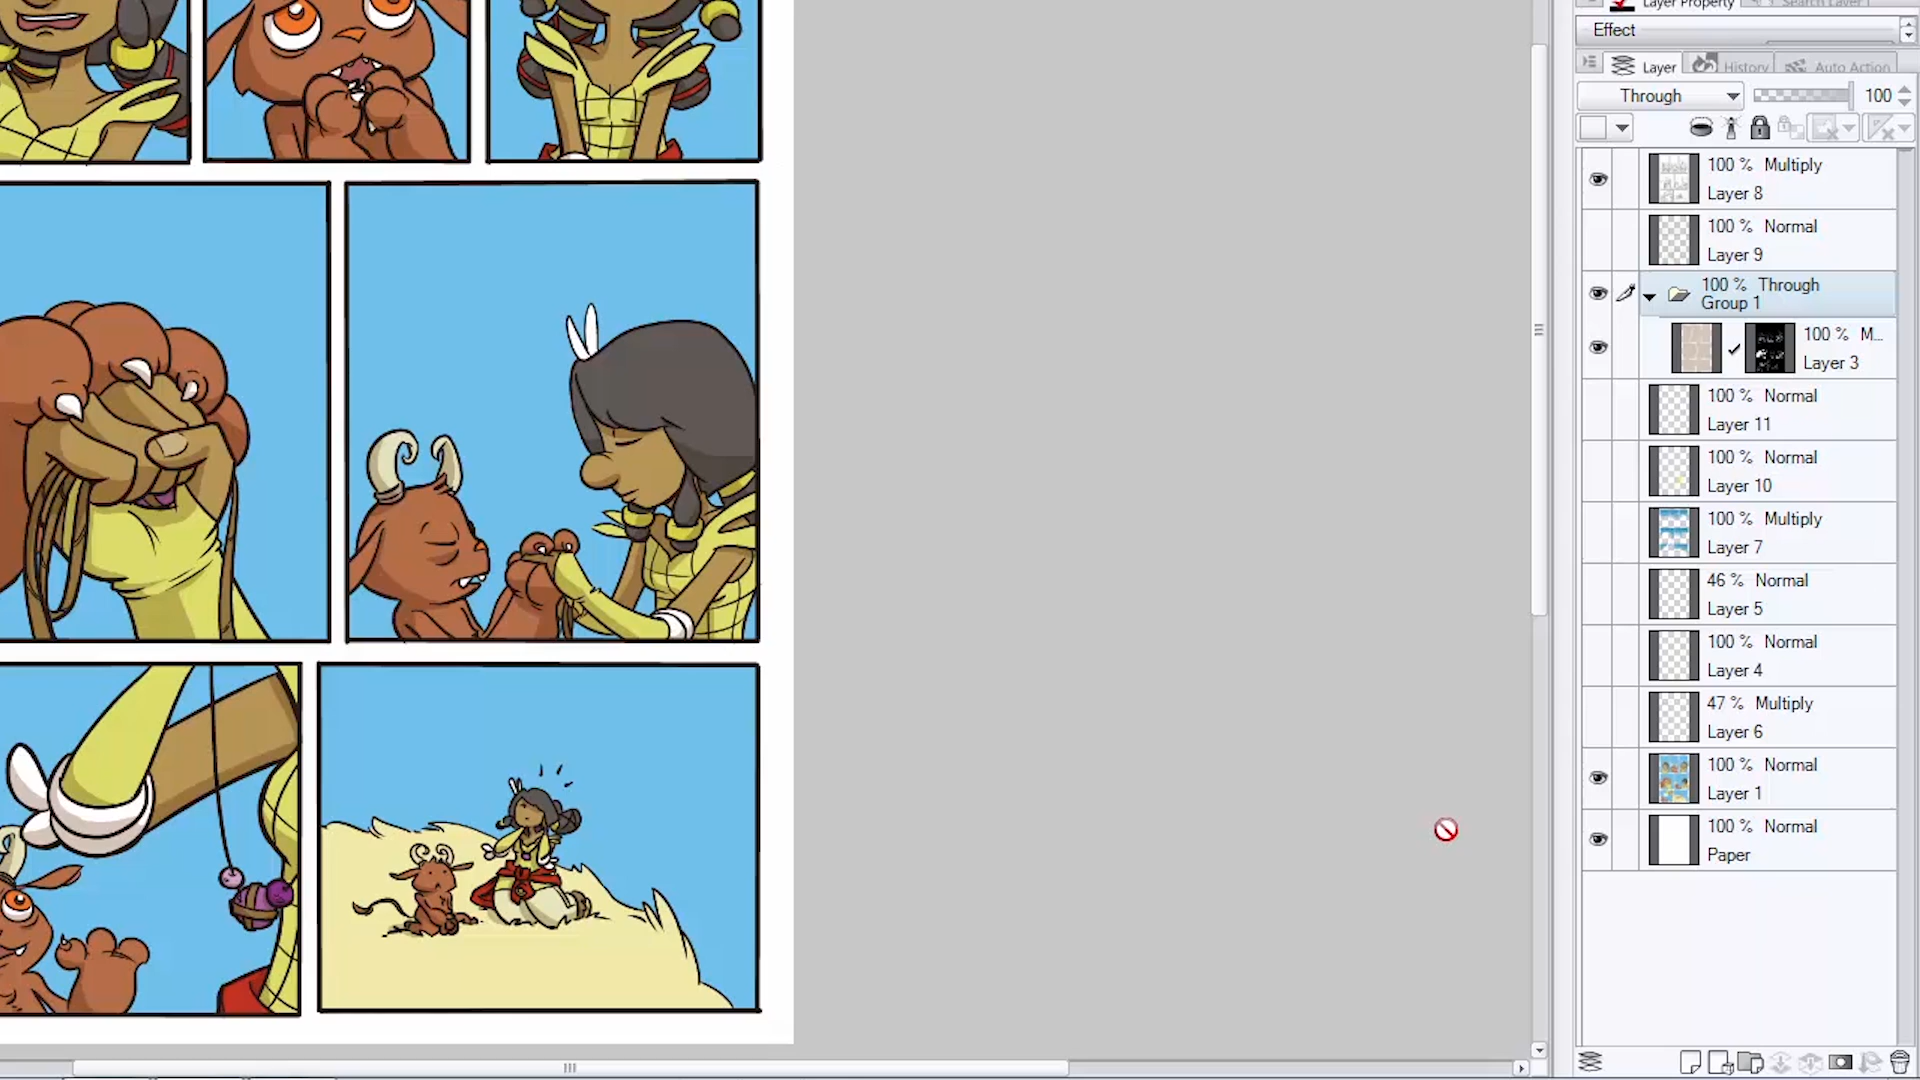 Layer Property
Search Layer
Effect
Layer
History
Auto Action
Through
100
100 % Multiply
Layer 8
100 % Normal
Layer 9
100 % Through
Group 1
100 % M...
Layer 3
100 % Normal
Layer 11
100 % Normal
Layer 10
100 % Multiply
Layer 7
46 % Normal
Layer 5
100 % Normal
Layer 4
47 % Multiply
Layer 6
100 % Normal
Layer 1
100 % Normal
Paper